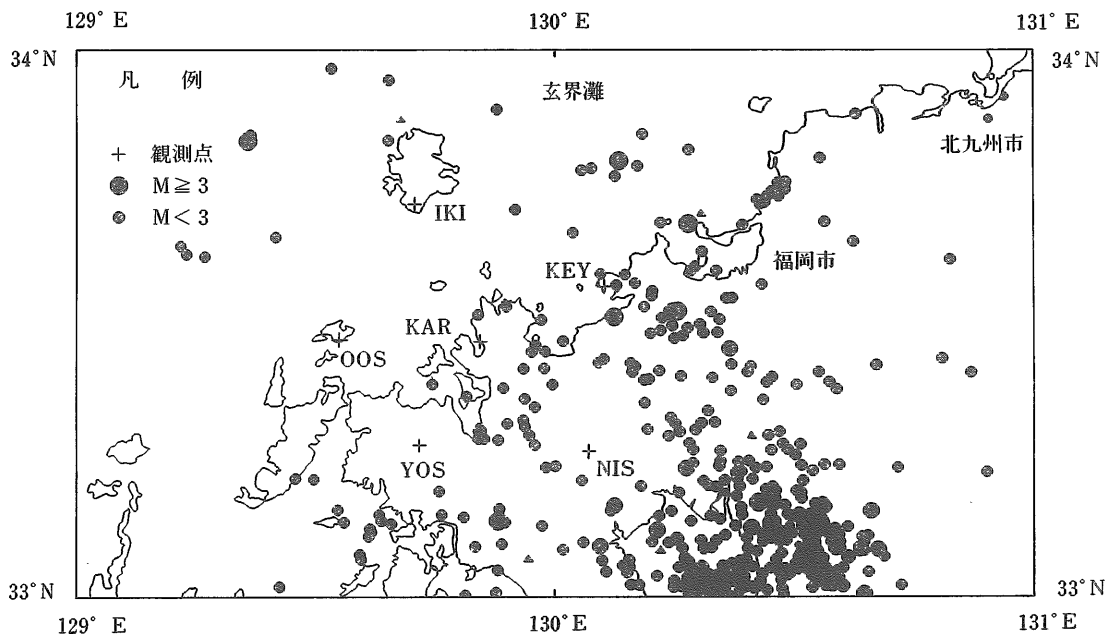 129°E
130°E
131°E
34°N
34°N
凡 例
玄界灘
+ 観測点
M≧3
M<3
北九州市
IKI
福岡市
KEY
KAR
OOS
YOS
NIS
33°N
33°N
129°E
130°E
131°E